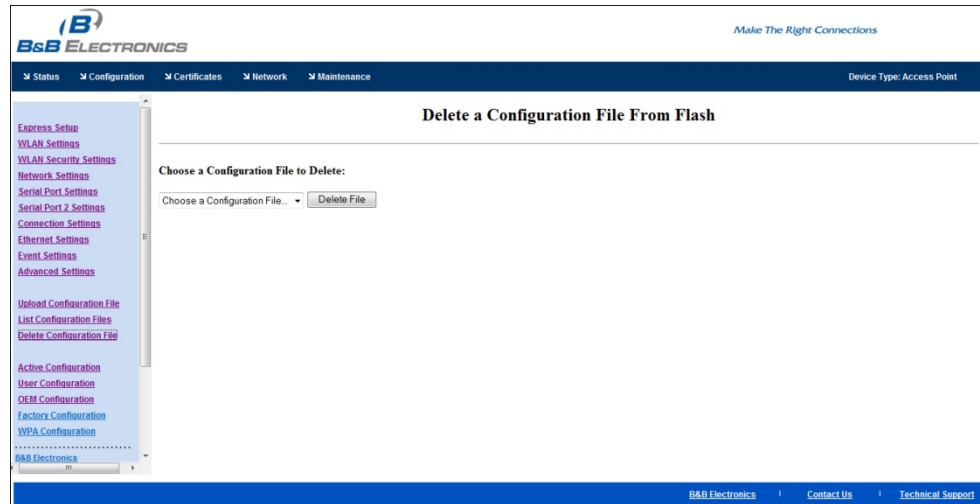 B&B ELECTRONICS
Make The Right Connections
Status Configuration Certificates Network Maintenance Device Type: Access Point
Express Setup
WLAN Settings
WLAN Security Settings
Network Settings
Serial Port Settings
Serial Port 2 Settings
Connection Settings
Ethernet Settings
Event Settings
Advanced Settings
Upload Configuration File
List Configuration Files
Delete Configuration File
Active Configuration
User Configuration
OEM Configuration
Factory Configuration
WPA Configuration
B&B Electronics
Delete a Configuration File From Flash
Choose a Configuration File to Delete:
Choose a Configuration File... Delete File
B&B Electronics | Contact Us | Technical Support